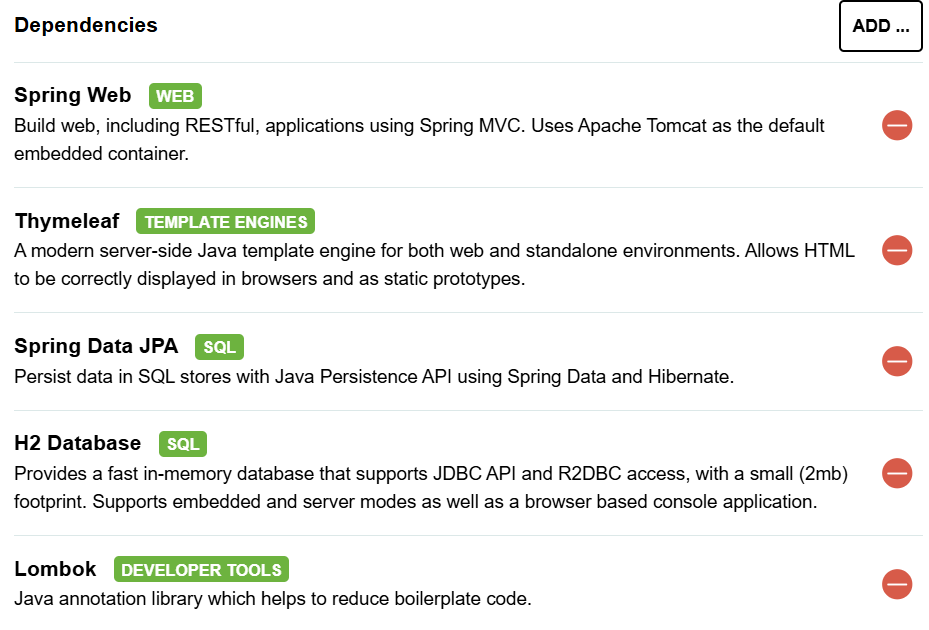 Dependencies
ADD ...
Spring Web WEB
Build web, including RESTful, applications using Spring MVC. Uses Apache Tomcat as the default
embedded container.
Thymeleaf TEMPLATE ENGINES
A modern server-side Java template engine for both web and standalone environments. Allows HTML
to be correctly displayed in browsers and as static prototypes.
Spring Data JPA SQL
Persist data in SQL stores with Java Persistence API using Spring Data and Hibernate.
H2 Database SQL
Provides a fast in-memory database that supports JDBC API and R2DBC access, with a small (2mb)
footprint. Supports embedded and server modes as well as a browser based console application.
Lombok DEVELOPER TOOLS
Java annotation library which helps to reduce boilerplate code.